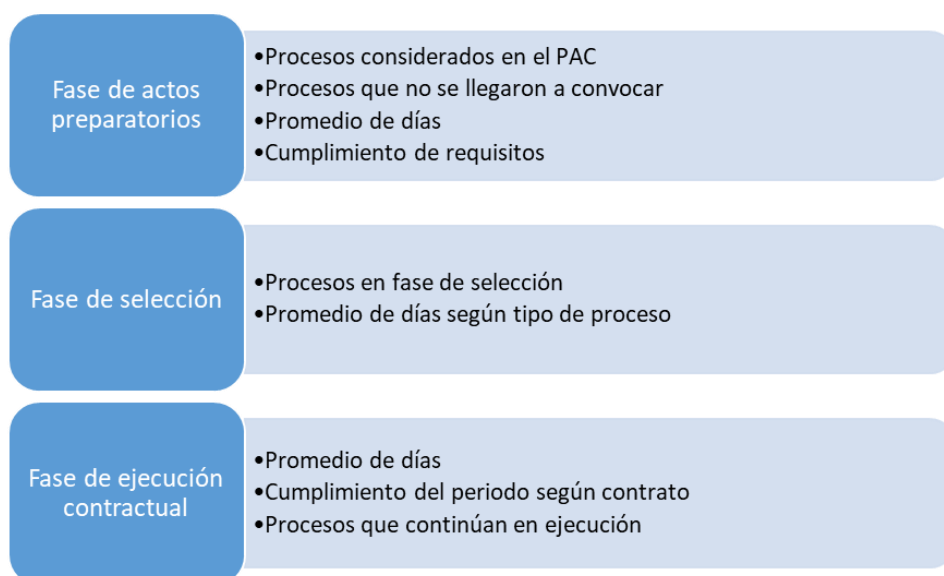 Fase de actos
preparatorios
•Procesos considerados en el PAC
•Procesos que no se llegaron a convocar
•Promedio de días
•Cumplimiento de requisitos
Fase de selección
•Procesos en fase de selección
•Promedio de días según tipo de proceso
Fase de ejecución
contractual
•Promedio de días
•Cumplimiento del periodo según contrato
•Procesos que continúan en ejecución